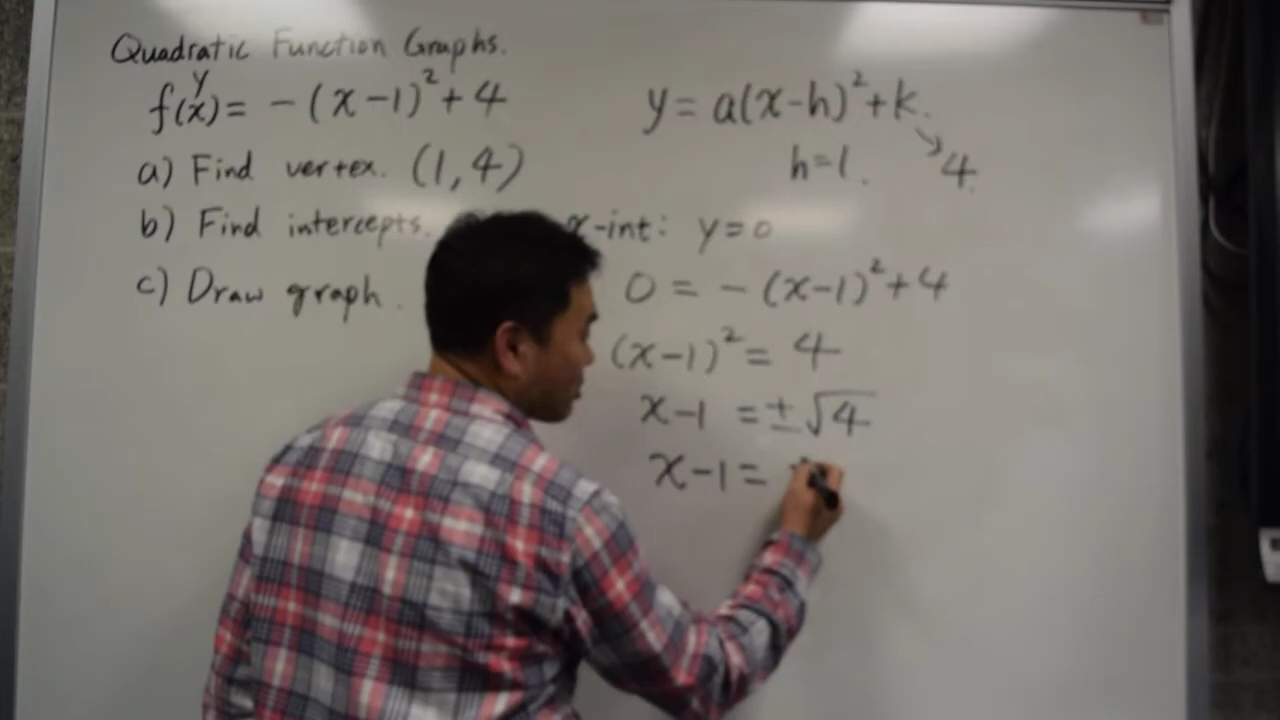 Quadratic Function Graphs.
y
f(x) = -(x-1)²+4
y = a(x-h)²+k.
h=1.
4.
a) Find vertex. (1,4)
b) Find intercepts.
x-int: y=0
c) Draw graph.
0 = -(x-1)²+4
(x-1)² = 4
x-1 = ±√4
x-1 =